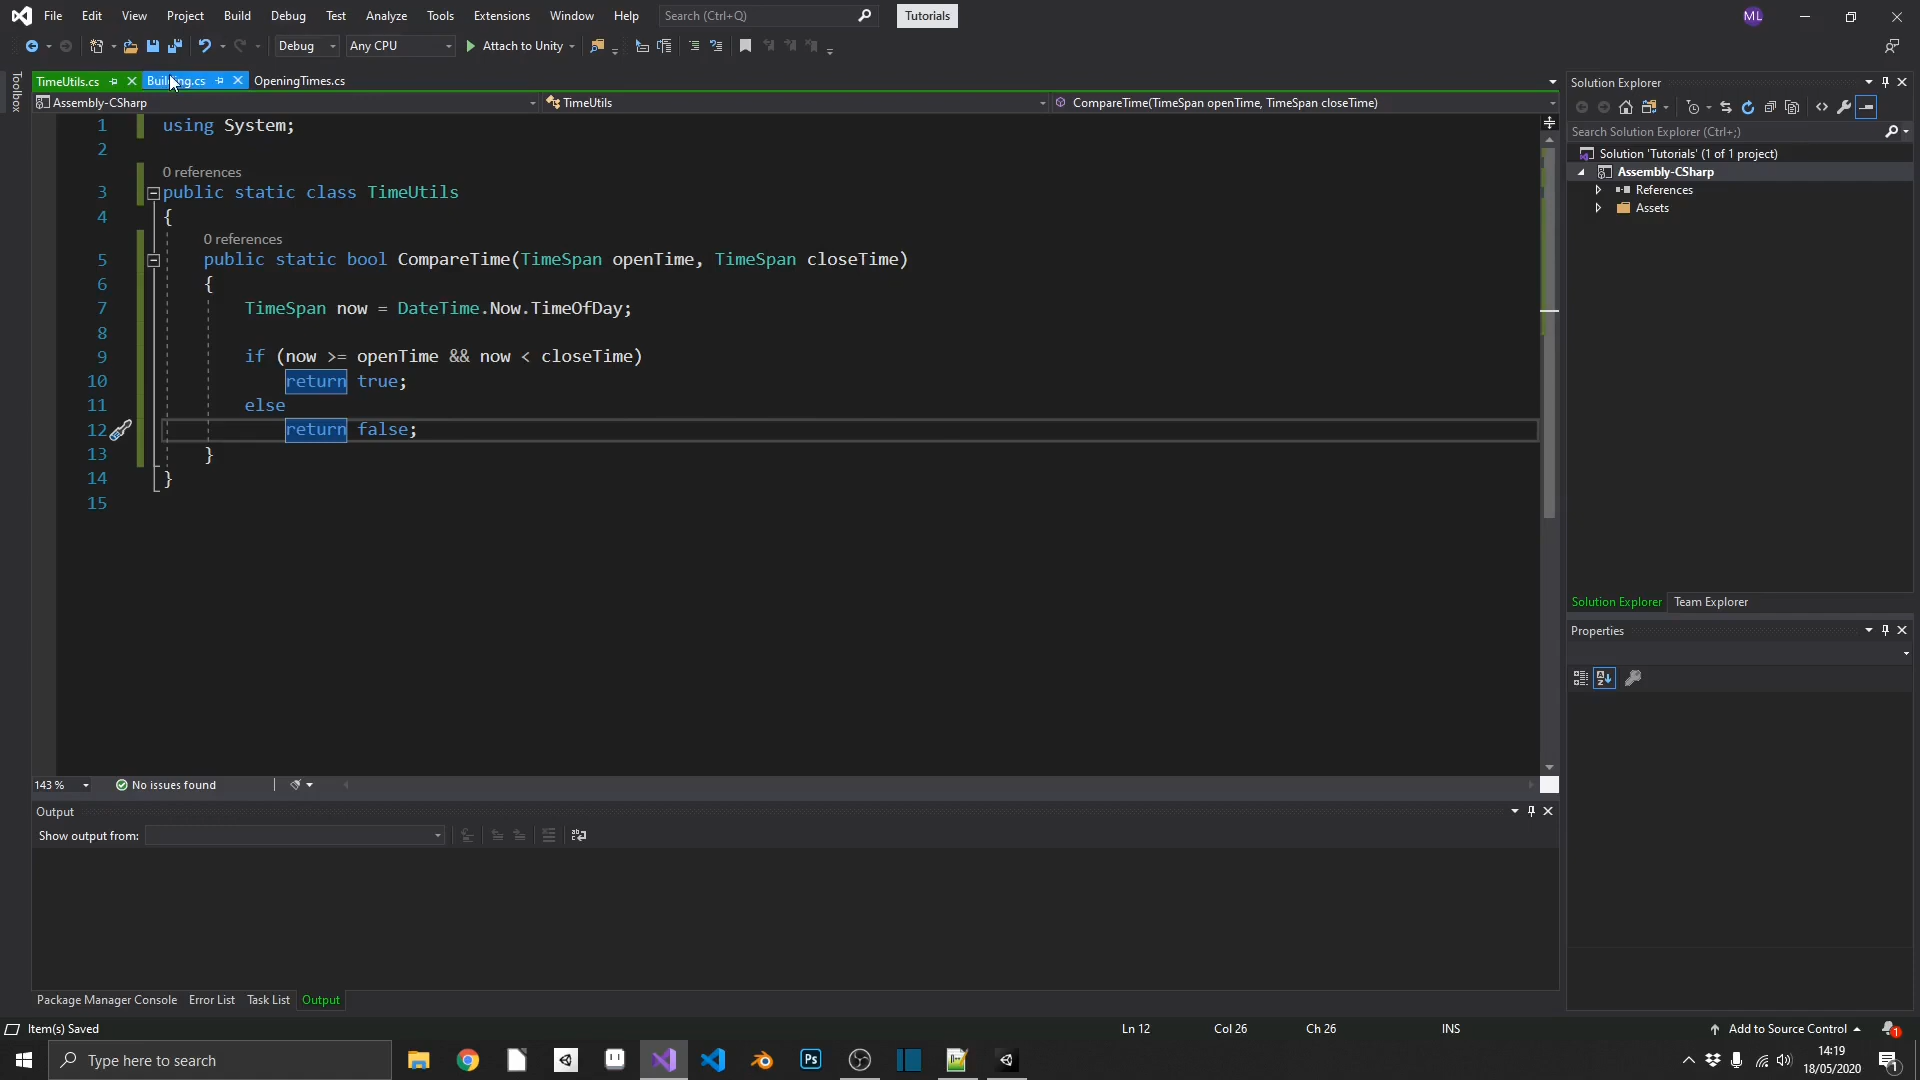 File Edit View Project Build Debug Test Analyze Tools Extensions Window Help Search (Ctrl+Q) Tutorials ML
Debug Any CPU Attach to Unity
Toolbox
TimeUtils.cs Building.cs OpeningTimes.cs
Assembly-CSharp TimeUtils CompareTime(TimeSpan openTime, TimeSpan closeTime)
1 using System;
2
0 references
3 public static class TimeUtils
4 {
0 references
5 public static bool CompareTime(TimeSpan openTime, TimeSpan closeTime)
6 {
7 TimeSpan now = DateTime.Now.TimeOfDay;
8
9 if (now >= openTime && now < closeTime)
10 return true;
11 else
12 return false;
13 }
14 }
15
143 % No issues found
Output
Show output from:
Package Manager Console Error List Task List Output
Solution Explorer
Search Solution Explorer (Ctrl+;)
Solution 'Tutorials' (1 of 1 project)
Assembly-CSharp
References
Assets
Solution Explorer Team Explorer
Properties
Item(s) Saved Ln 12 Col 26 Ch 26 INS Add to Source Control 1
Type here to search
Ps
14:19
18/05/2020
1